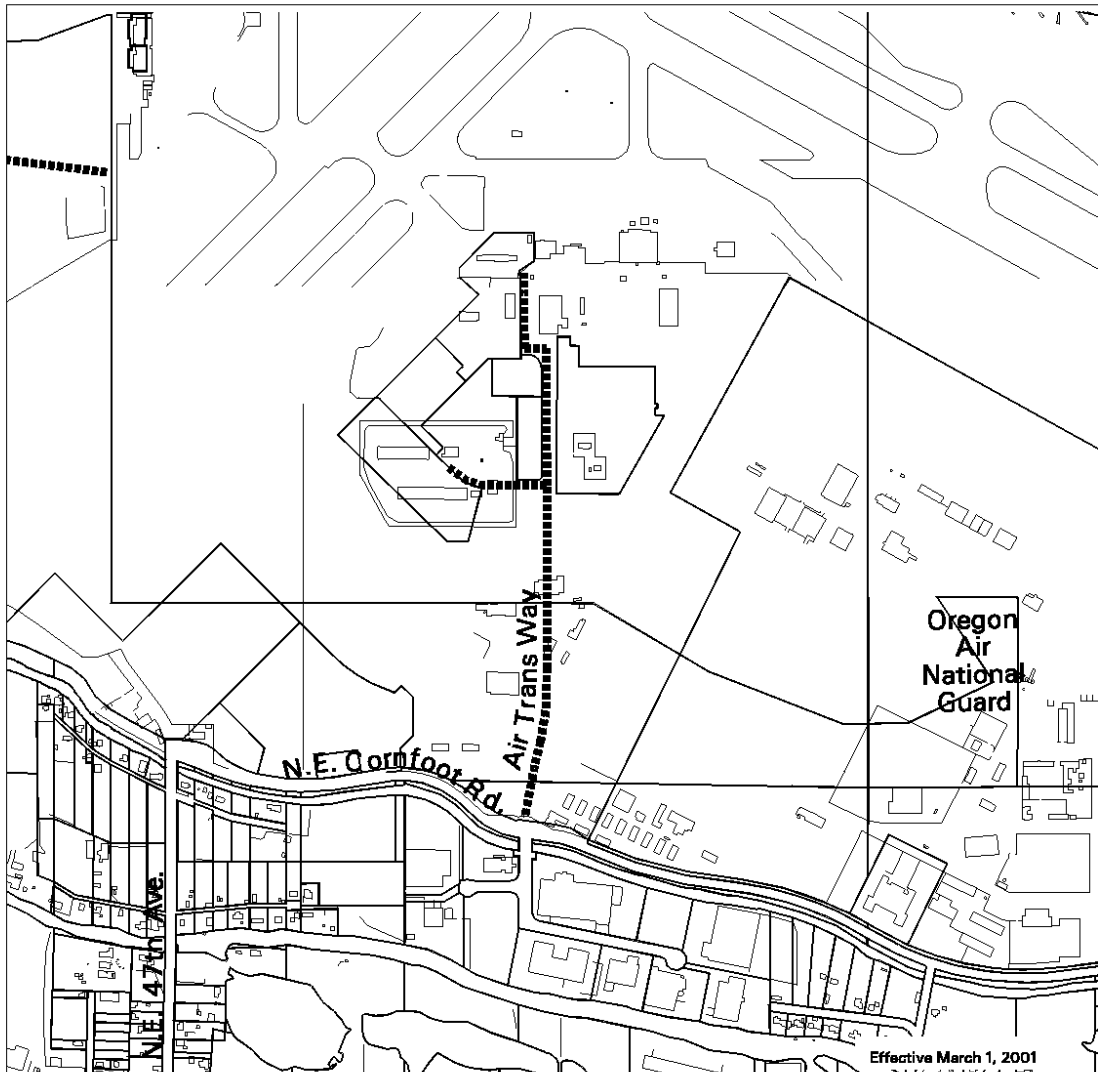 Oregon
Air
National
Guard
Air Trans Way
N.E. Cornfoot Rd.
N.E. 47th Ave.
Effective March 1, 2001